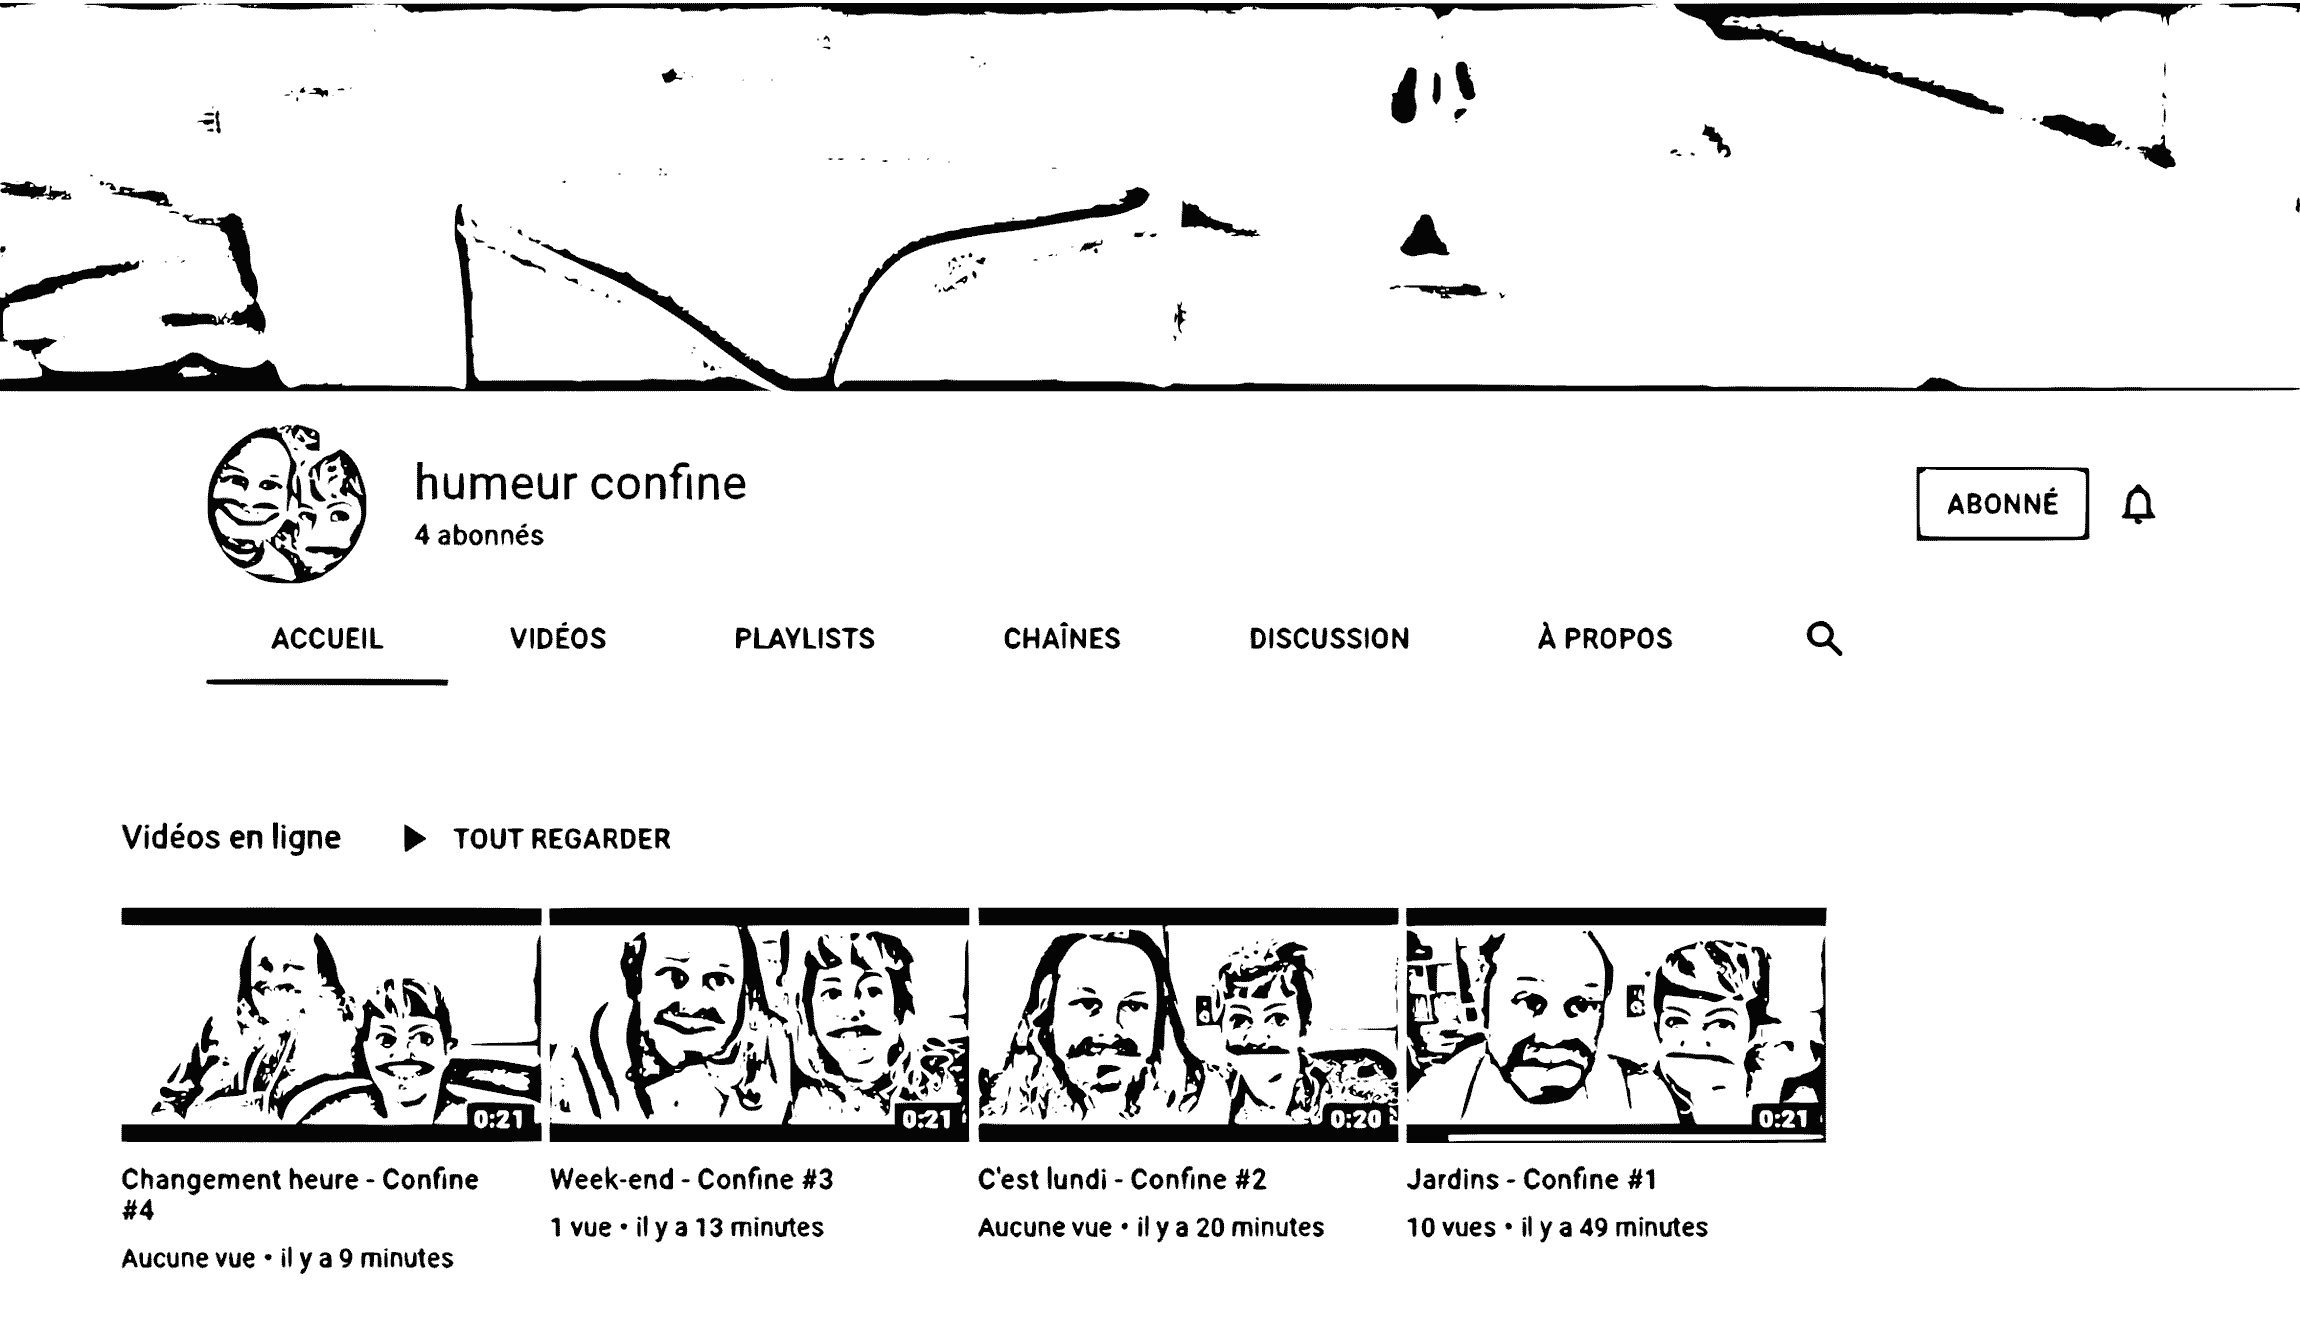 humeur confine
4 abonnés
ABONNÉ
ACCUEIL VIDÉOS PLAYLISTS CHAÎNES DISCUSSION À PROPOS
Vidéos en ligne TOUT REGARDER
0:21 0:21 0:20 0:21
Changement heure - Confine
#4
Aucune vue • il y a 9 minutes
Week-end - Confine #3
1 vue • il y a 13 minutes
C'est lundi - Confine #2
Aucune vue • il y a 20 minutes
Jardins - Confine #1
10 vues • il y a 49 minutes